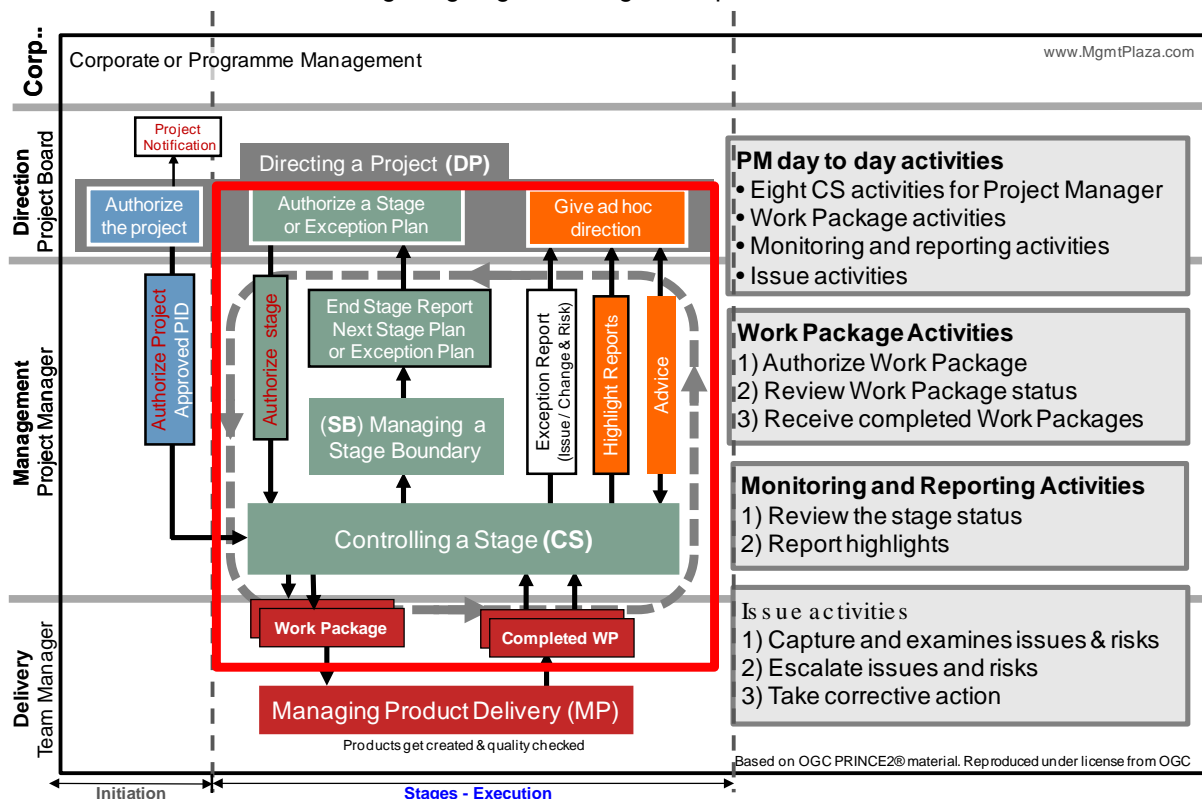 Corp..
Corporate or Programme Management
www.MgmtPlaza.com
Direction
Project Board
Project
Notification
Directing a Project (DP)
Authorize
the project
Authorize a Stage
or Exception Plan
Give ad hoc
direction
Management
Project Manager
Authorize Project
Approved PID
Authorize stage
End Stage Report
Next Stage Plan
or Exception Plan
(SB) Managing a
Stage Boundary
Exception Report
(Issue / Change & Risk)
Highlight Reports
Advice
Controlling a Stage (CS)
Delivery
Team Manager
Work Package
Completed WP
Managing Product Delivery (MP)
Products get created & quality checked
PM day to day activities
• Eight CS activities for Project Manager
• Work Package activities
• Monitoring and reporting activities
• Issue activities
Work Package Activities
1) Authorize Work Package
2) Review Work Package status
3) Receive completed Work Packages
Monitoring and Reporting Activities
1) Review the stage status
2) Report highlights
Issue activities
1) Capture and examines issues & risks
2) Escalate issues and risks
3) Take corrective action
Based on OGC PRINCE2® material. Reproduced under license from OGC
Initiation
Stages - Execution